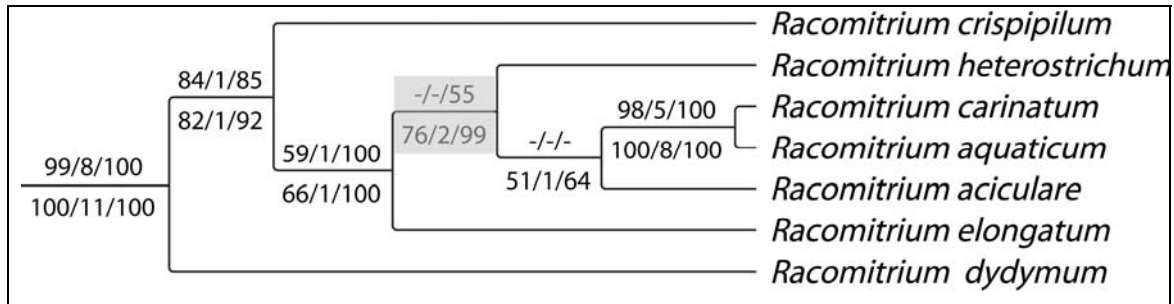 Racomitrium crispipilum
84/1/85
Racomitrium heterostrichum
-/-/55
98/5/100
Racomitrium carinatum
82/1/92
59/1/100
76/2/99
-/-/-
100/8/100
Racomitrium aquaticum
99/8/100
66/1/100
51/1/64
Racomitrium aciculare
100/11/100
Racomitrium elongatum
Racomitrium dydymum